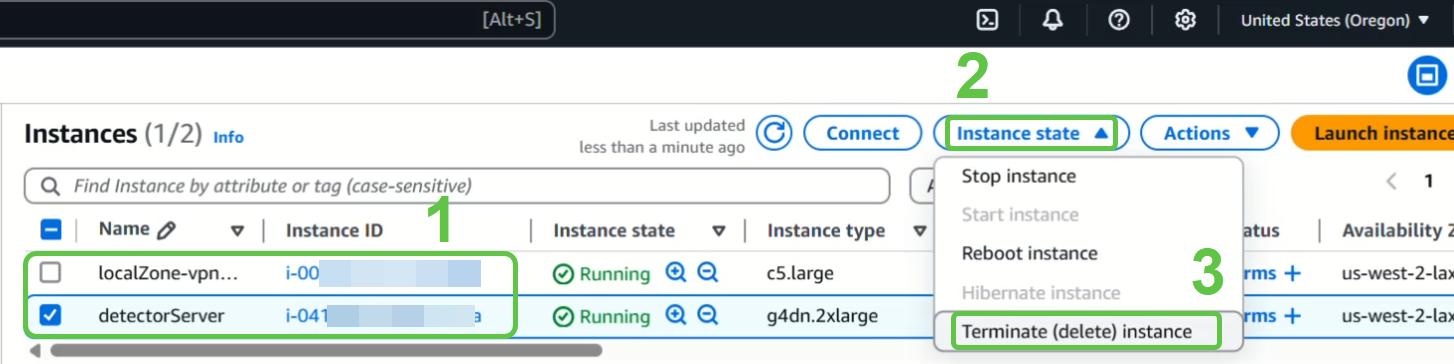 [Alt+S]
United States (Oregon)
2
Instances (1/2) Info
Last updated
less than a minute ago
Connect
Instance state
Actions
Launch instance
Find Instance by attribute or tag (case-sensitive)
1
1
Name
Instance ID
Instance state
Instance type
atus
Availability Z
localZone-vpn...
i-00
Running
c5.large
rms +
us-west-2-lax
detectorServer
i-041
a
Running
g4dn.2xlarge
rms +
us-west-2-lax
Stop instance
Start instance
Reboot instance
3
Hibernate instance
Terminate (delete) instance